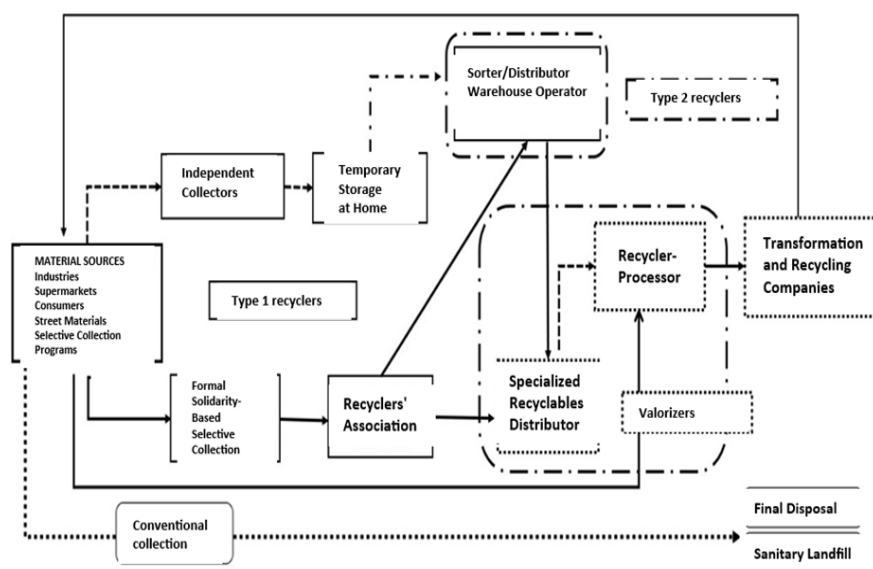 Sorter/Distributor
Warehouse Operator
Type 2 recyclers
Independent
Collectors
Temporary
Storage
at Home
MATERIAL SOURCES
Industries
Supermarkets
Consumers
Street Materials
Selective Collection
Programs
Type 1 recyclers
Recycler-
Processor
Transformation
and Recycling
Companies
Formal
Solidarity-
Based
Selective
Collection
Recyclers'
Association
Specialized
Recyclables
Distributor
Valorizers
Conventional
collection
Final Disposal
Sanitary Landfill